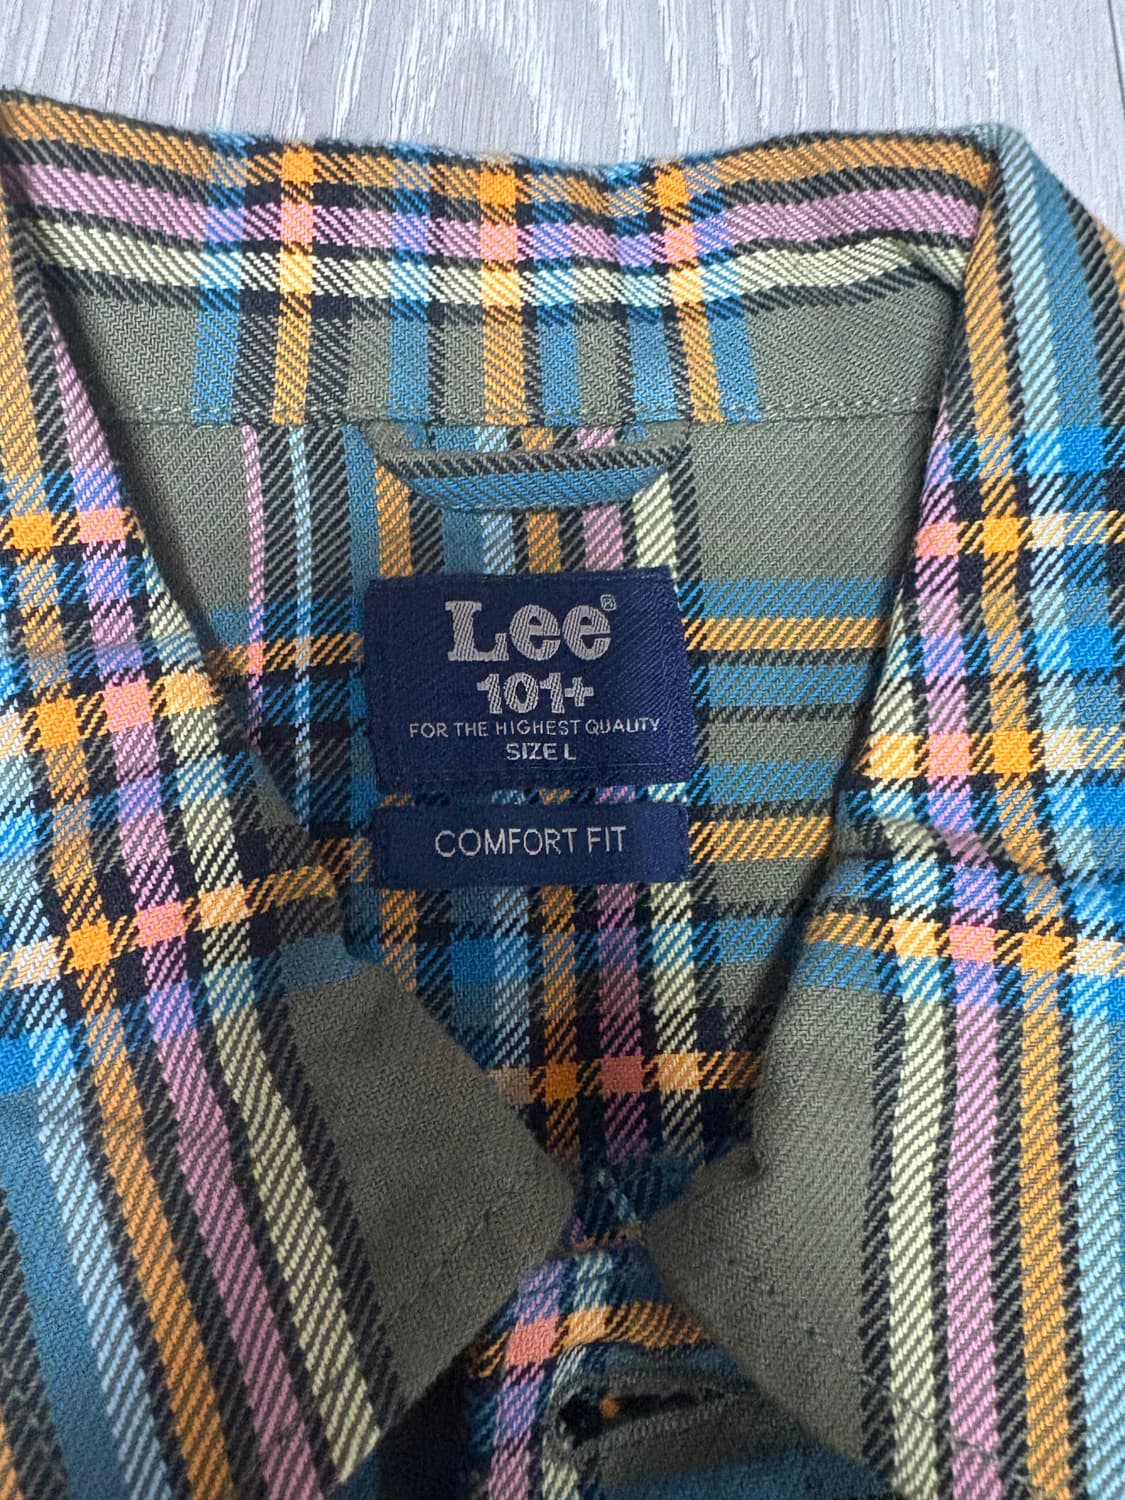 Lee®
101+
FOR THE HIGHEST QUALITY
SIZE L
COMFORT FIT